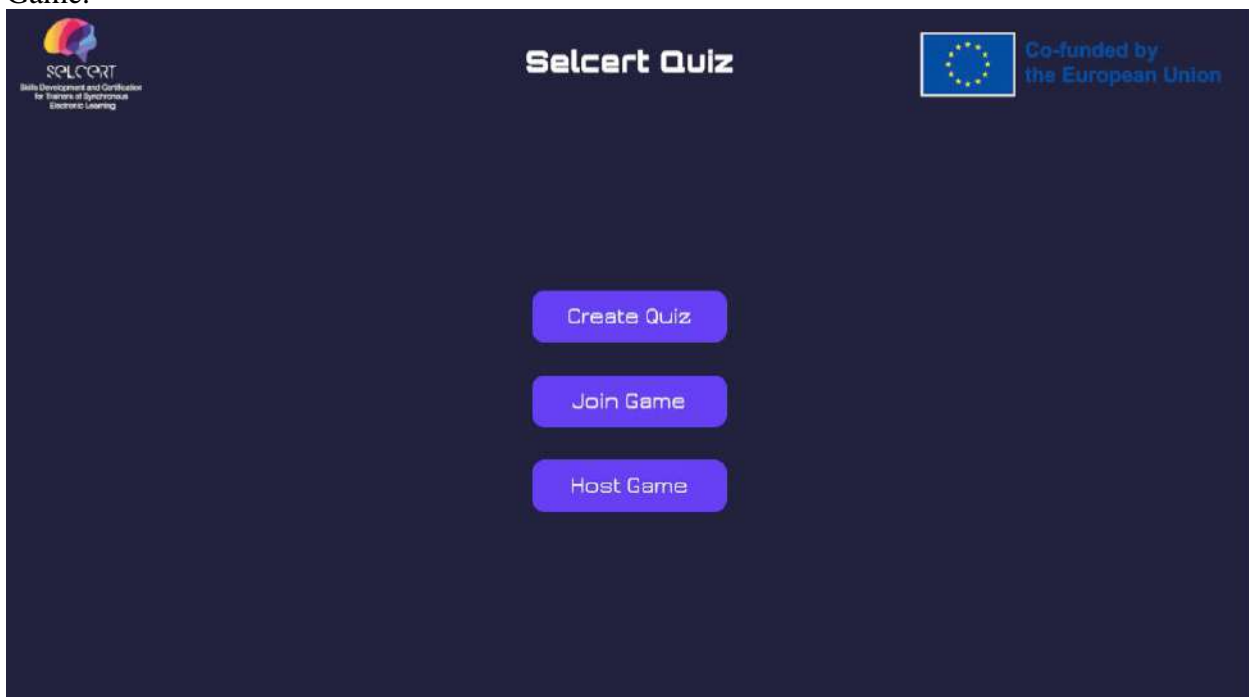 Game.
SELCERT
Skills Development and Certification
for Trainers of Synchronous
Electronic Learning
Selcert Quiz
Co-funded by
the European Union
Create Quiz
Join Game
Host Game